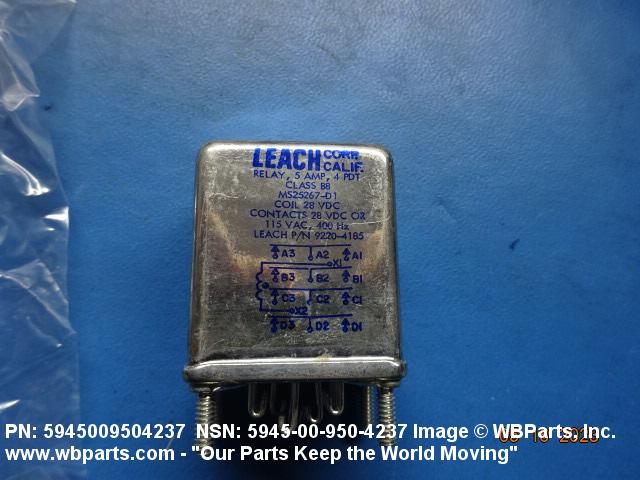 LEACH CORP. CALIF.
RELAY, 5 AMP, 4 PDT
CLASS B8
MS25267-D1
COIL 28 VDC
CONTACTS 28 VDC OR
115 VAC, 400 Hz
LEACH P/N 9220-4185
A3 A2 A1
X1
B3 B2 B1
C3 C2 C1
X2
D3 D2 D1
PN: 5945009504237 NSN: 5945-00-950-4237 Image © WBParts, Inc.
www.wbparts.com - "Our Parts Keep the World Moving"